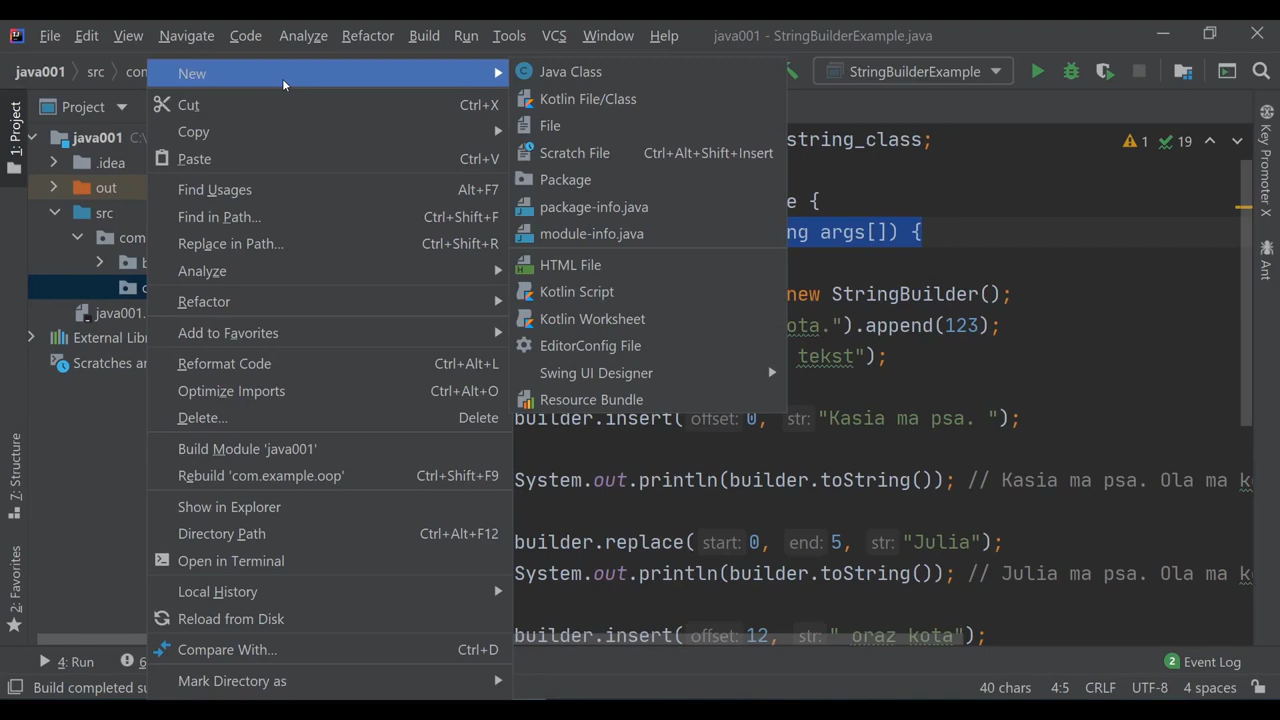 File Edit View Navigate Code Analyze Refactor Build Run Tools VCS Window Help java001 - StringBuilderExample.java
java001 src StringBuilderExample
1: Project
Project
java001
.idea
out
src
com
java001.
External
Scratches
7: Structure
2: Favorites
New
Cut Ctrl+X
Copy
Paste Ctrl+V
Find Usages Alt+F7
Find in Path... Ctrl+Shift+F
Replace in Path... Ctrl+Shift+R
Analyze
Refactor
Add to Favorites
Reformat Code Ctrl+Alt+L
Optimize Imports Ctrl+Alt+O
Delete... Delete
Build Module 'java001'
Rebuild 'com.example.oop' Ctrl+Shift+F9
Show in Explorer
Directory Path Ctrl+Alt+F12
Open in Terminal
Local History
Reload from Disk
Compare With... Ctrl+D
Mark Directory as
Java Class
Kotlin File/Class
File
Scratch File Ctrl+Alt+Shift+Insert
Package
package-info.java
module-info.java
HTML File
Kotlin Script
Kotlin Worksheet
EditorConfig File
Swing UI Designer
Resource Bundle
string_class;
1 19
e {
ng args[]) {
new StringBuilder();
ota.").append(123);
tekst");
builder.insert( offset: 0, str: "Kasia ma psa. ");
System.out.println(builder.toString()); // Kasia ma psa. Ola ma k
builder.replace( start: 0, end: 5, str: "Julia");
System.out.println(builder.toString()); // Julia ma psa. Ola ma k
builder.insert( offset: 12, str: " oraz kota");
Key Promoter X
Ant
4: Run 6
2 Event Log
Build completed su 40 chars 4:5 CRLF UTF-8 4 spaces